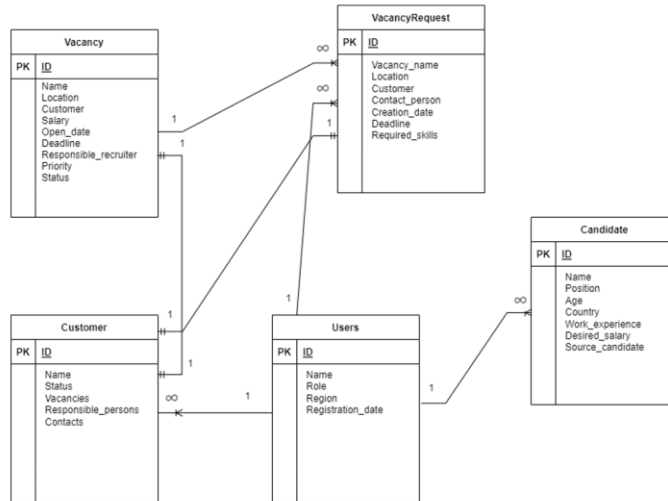 Vacancy
PK ID
Name
Location
Customer
Salary
Open_date
Deadline
Responsible_recruiter
Priority
Status
VacancyRequest
PK ID
Vacancy_name
Location
Customer
Contact_person
Creation_date
Deadline
Required_skills
∞
∞
1
1
1
Candidate
PK ID
Name
Position
Age
Country
Work_experience
Desired_salary
Source_candidate
∞
1
1
1
Customer
PK ID
Name
Status
Vacancies
Responsible_persons
Contacts
1
∞
1
Users
PK ID
Name
Role
Region
Registration_date
1